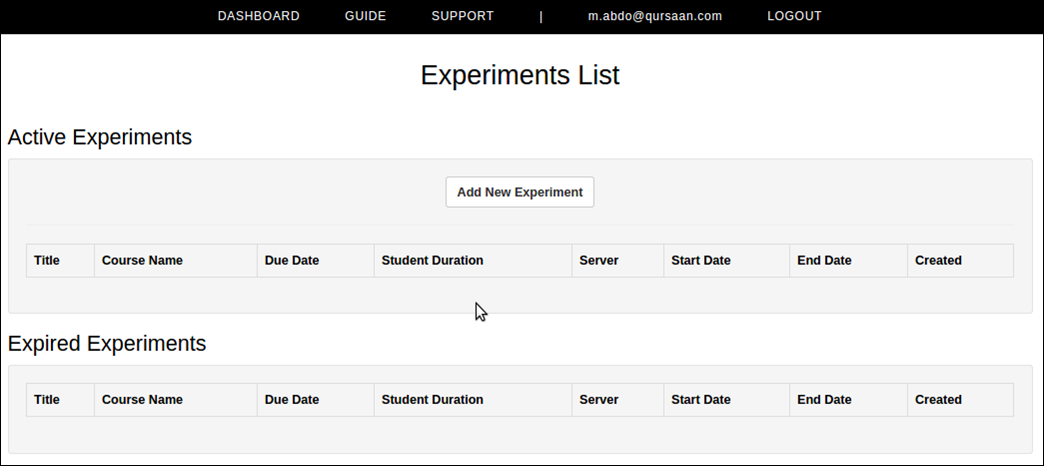 DASHBOARD GUIDE SUPPORT | m.abdo@qursaan.com LOGOUT
Experiments List
Active Experiments
Add New Experiment
Title Course Name Due Date Student Duration Server Start Date End Date Created
Expired Experiments
Title Course Name Due Date Student Duration Server Start Date End Date Created